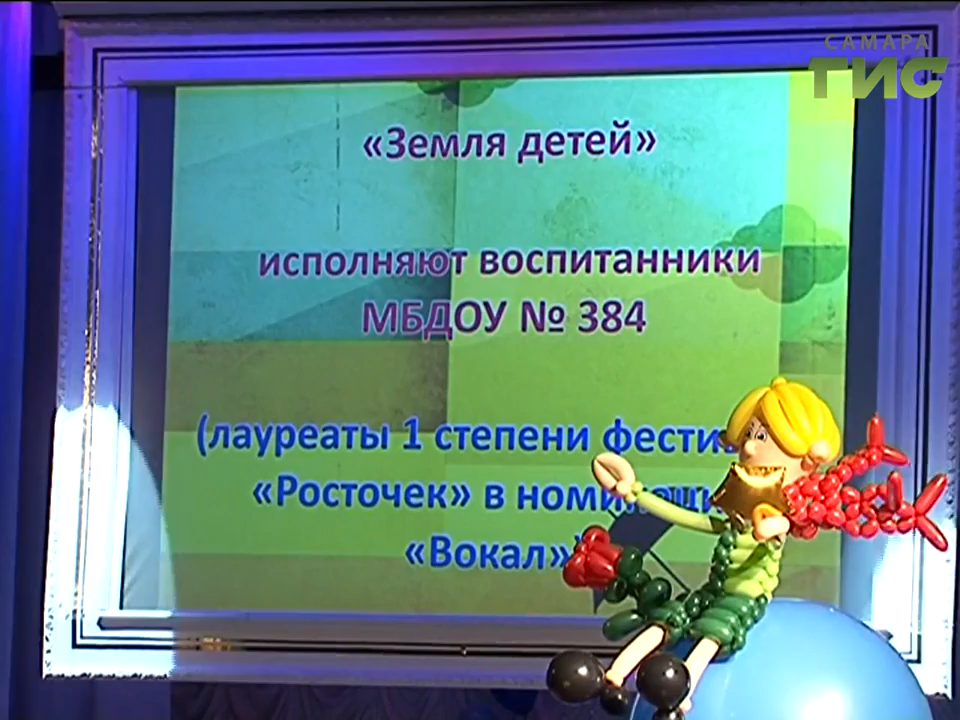 САМАРА
ГИС
«Земля детей»
исполняют воспитанники
МБДОУ № 384
(лауреаты 1 степени
«Росточек» в
«Вокал»)